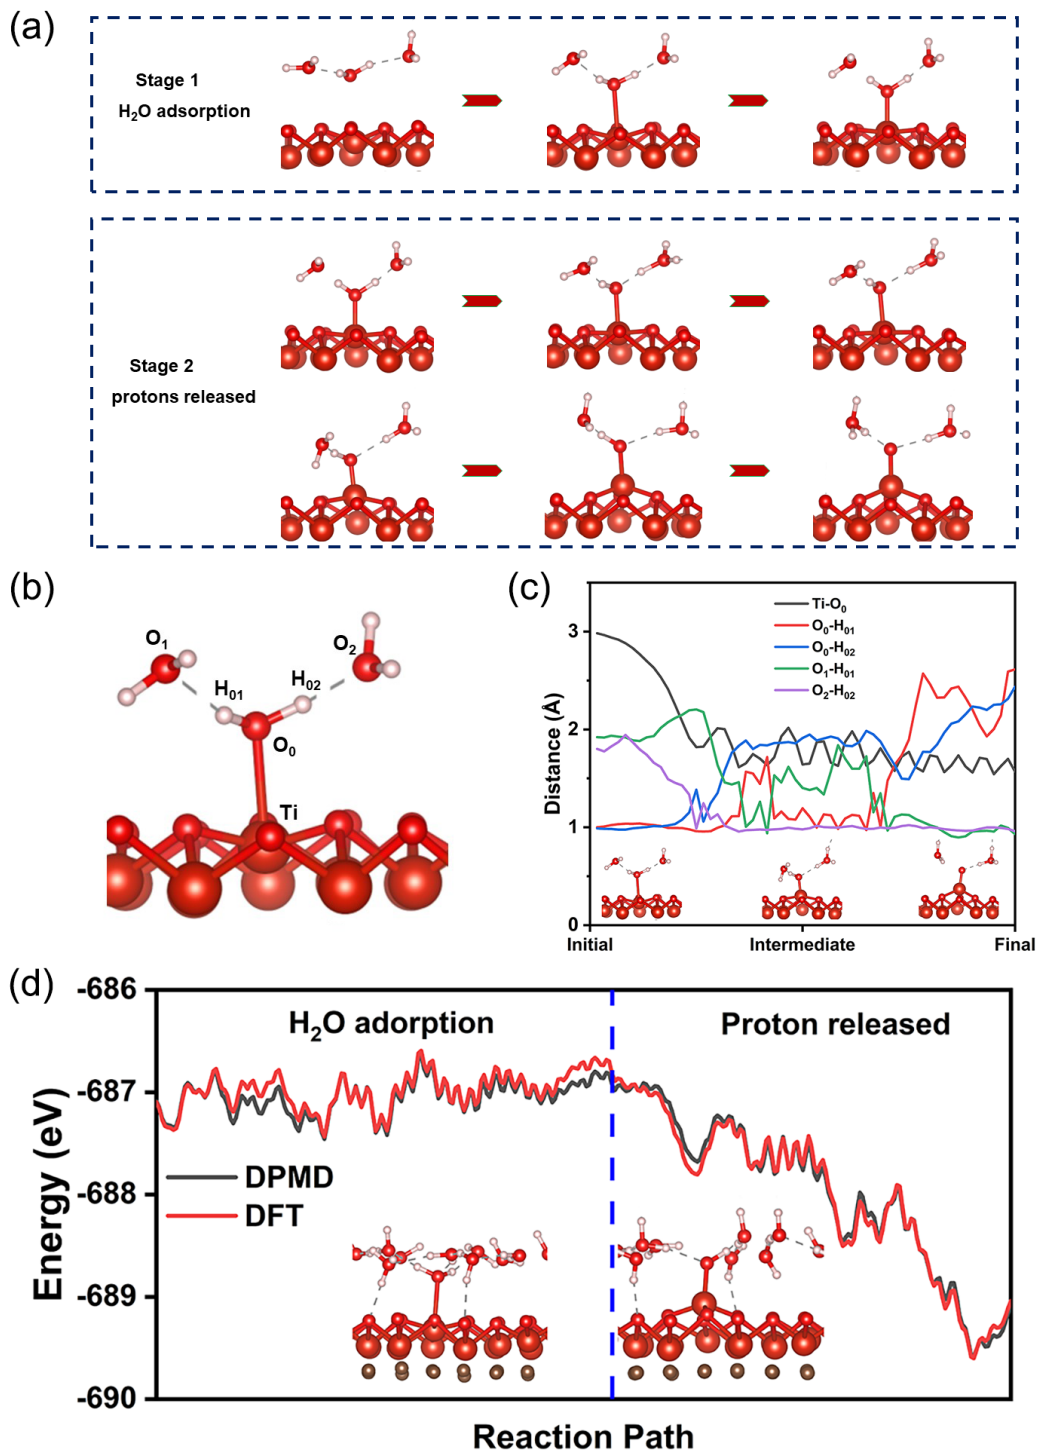 (a)
Stage 1
H₂O adsorption
Stage 2
protons released
(b)
O₁
O₂
H₀₁
H₀₂
O₀
Ti
(c)
Ti-O₀
O₀-H₀₁
O₀-H₀₂
O₁-H₀₁
O₂-H₀₂
3
2
1
0
Distance (Å)
Initial
Intermediate
Final
(d)
-686
-687
-688
-689
-690
Energy (eV)
H₂O adorption
Proton released
DPMD
DFT
Reaction Path